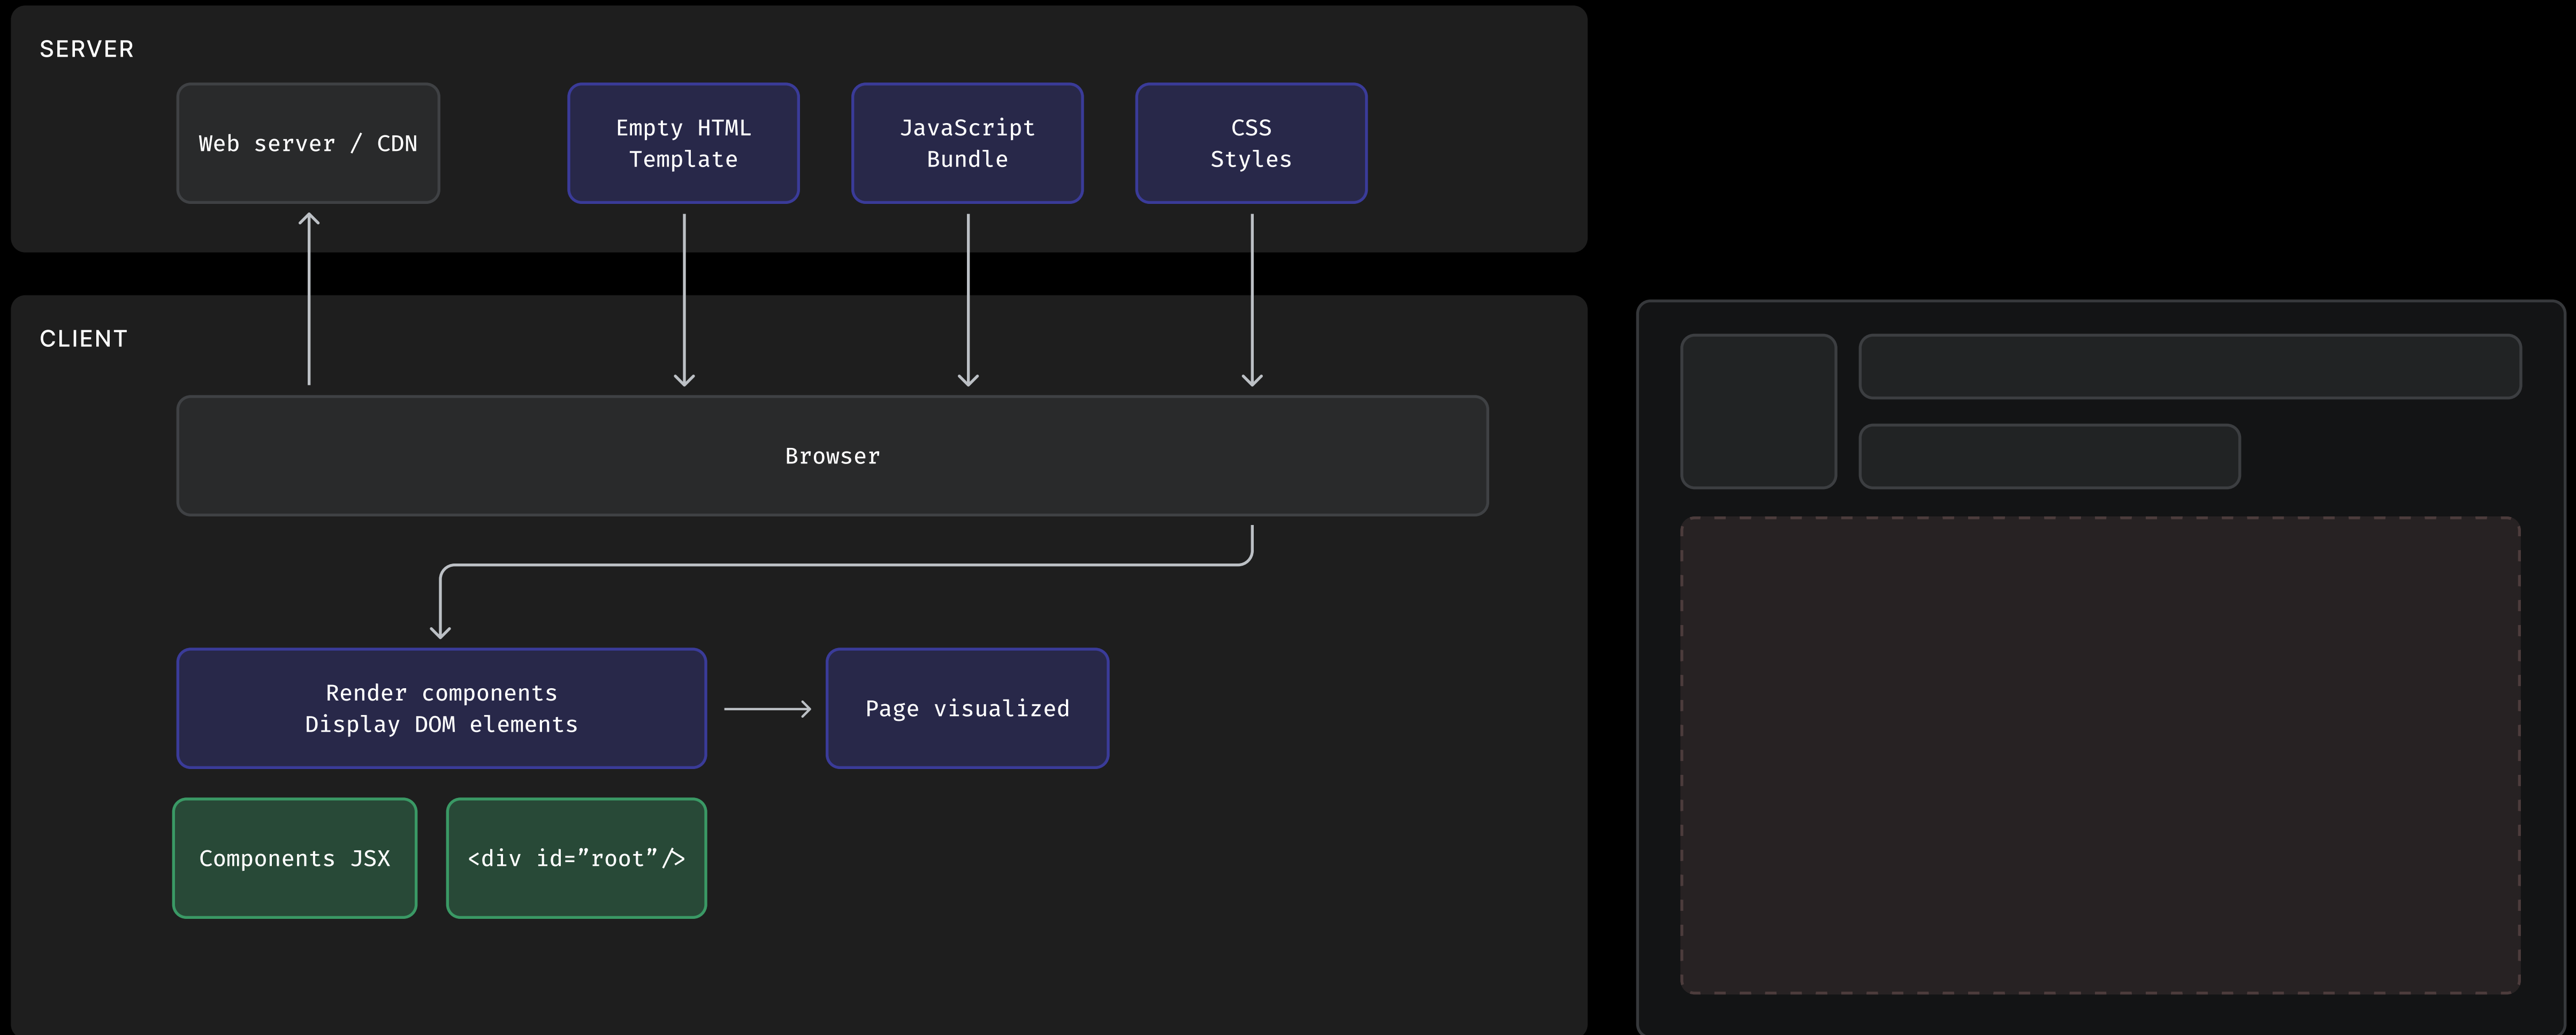 SERVER
Web server / CDN
Empty HTML
Template
JavaScript
Bundle
CSS
Styles
CLIENT
Browser
Render components
Display DOM elements
Page visualized
Components JSX
<div id=”root”/>